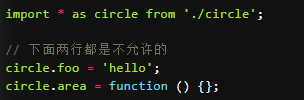 import * as circle from './circle';
// 下面两行都是不允许的
circle.foo = 'hello';
circle.area = function () {};